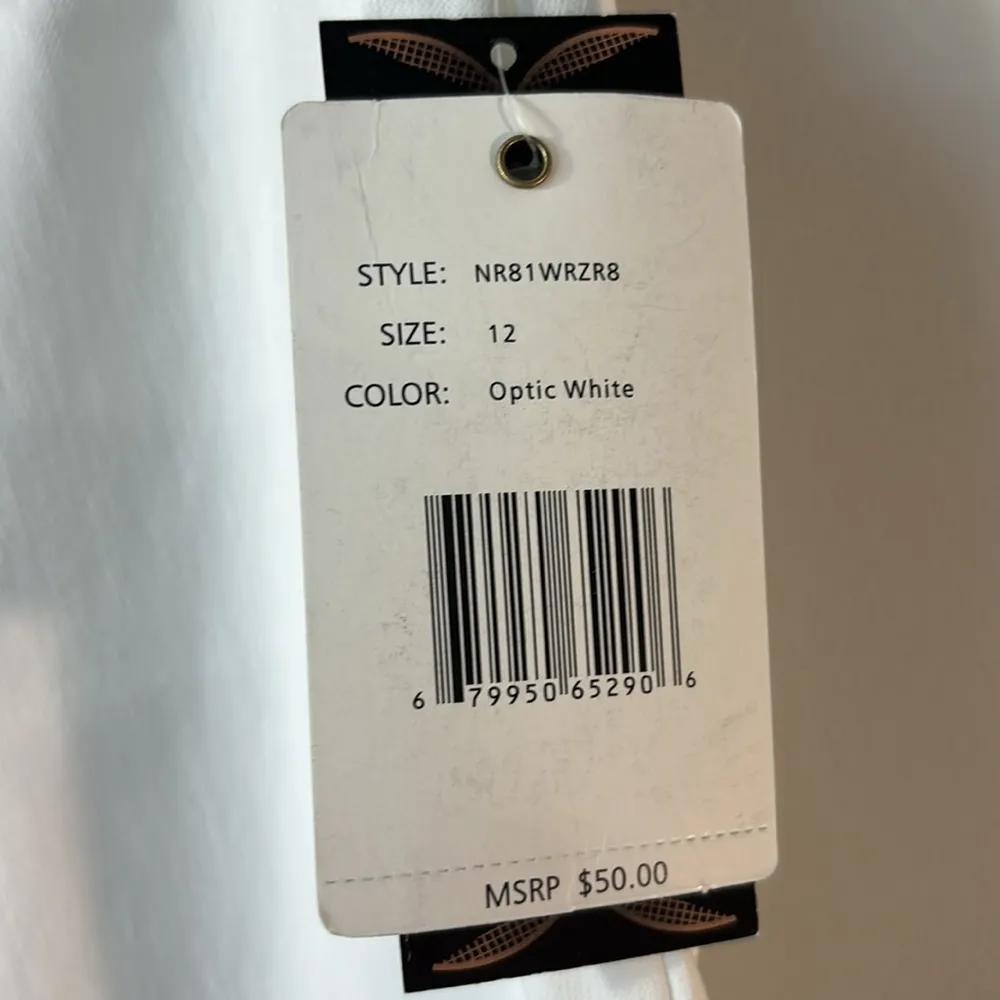 STYLE: NR81WRZR8
SIZE: 12
COLOR: Optic White
6 79950 65290 6
MSRP $50.00